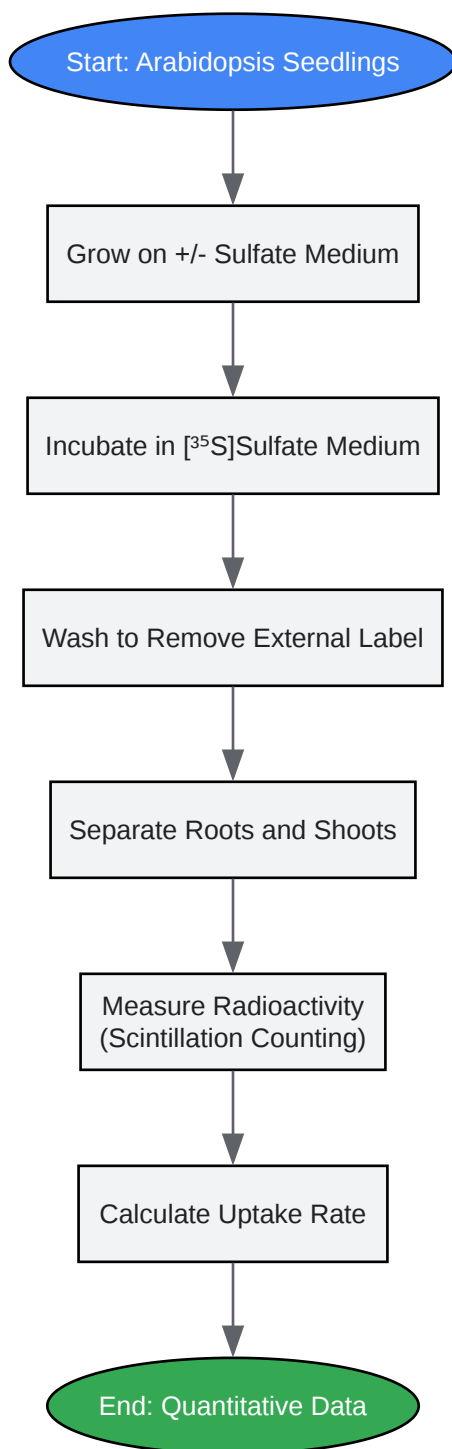 Start: Arabidopsis Seedlings
Grow on +/- Sulfate Medium
Incubate in [³⁵S]Sulfate Medium
Wash to Remove External Label
Separate Roots and Shoots
Measure Radioactivity
(Scintillation Counting)
Calculate Uptake Rate
End: Quantitative Data